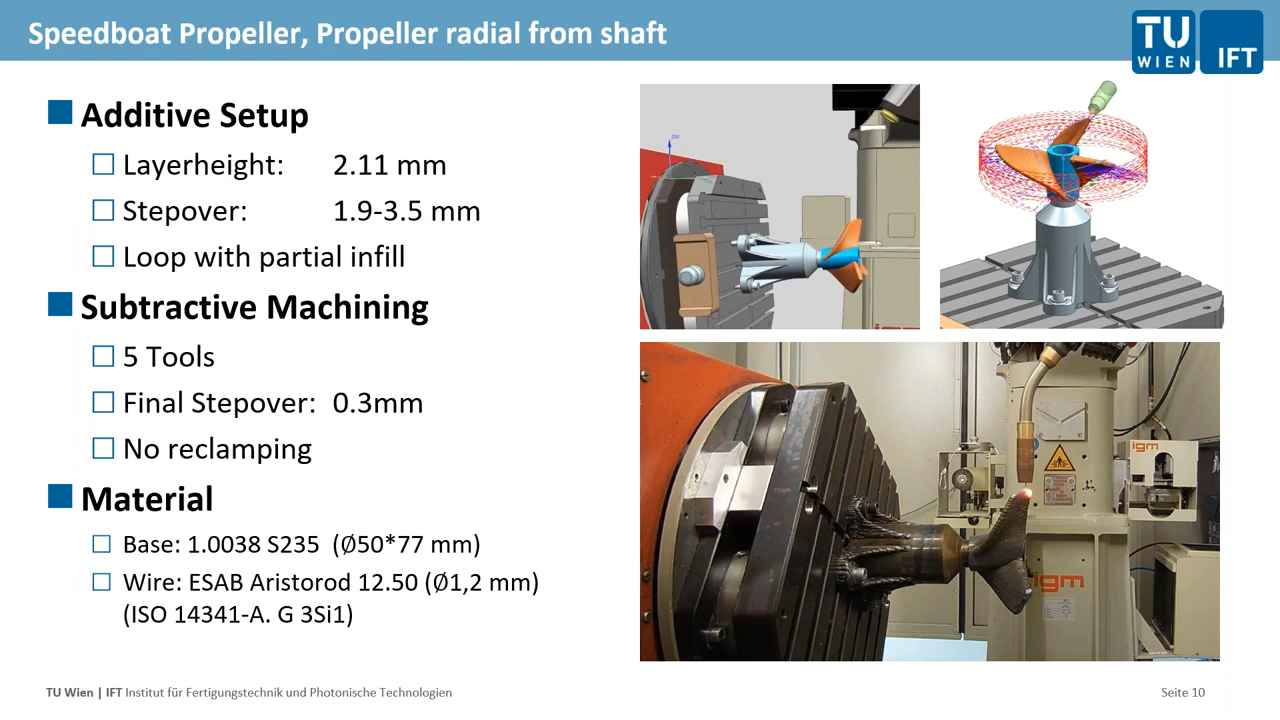 Speedboat Propeller, Propeller radial from shaft
TU
WIEN
IFT
Additive Setup
Layerheight: 2.11 mm
Stepover: 1.9-3.5 mm
Loop with partial infill
Subtractive Machining
5 Tools
Final Stepover: 0.3mm
No reclamping
Material
Base: 1.0038 S235 (Ø50*77 mm)
Wire: ESAB Aristorod 12.50 (Ø1,2 mm)
(ISO 14341-A. G 3Si1)
ZM
igm
igm
TU Wien | IFT Institut für Fertigungstechnik und Photonische Technologien
Seite 10